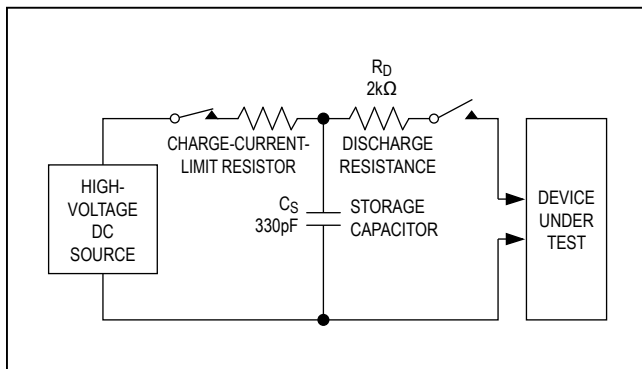 R_D
2kΩ
CHARGE-CURRENT-
LIMIT RESISTOR
DISCHARGE
RESISTANCE
HIGH-
VOLTAGE
DC
SOURCE
C_S
330pF
STORAGE
CAPACITOR
DEVICE
UNDER
TEST